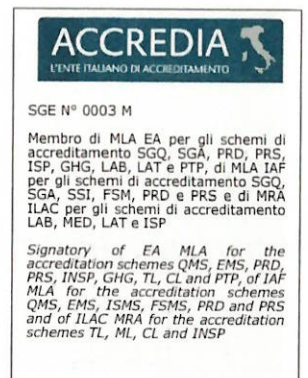 ACCREDIA
L'ENTE ITALIANO DI ACCREDITAMENTO
SGE N° 0003 M
Membro di MLA EA per gli schemi di
accreditamento SGQ, SGA, PRD, PRS,
ISP, GHG, LAB, LAT e PTP, di MLA IAF
per gli schemi di accreditamento SGQ,
SGA, SSI, FSM, PRD e PRS e di MRA
ILAC per gli schemi di accreditamento
LAB, MED, LAT e ISP
Signatory of EA MLA for the
accreditation schemes QMS, EMS, PRD,
PRS, INSP, GHG, TL, CL and PTP, of IAF
MLA for the accreditation schemes
QMS, EMS, ISMS, FSMS, PRD and PRS
and of ILAC MRA for the accreditation
schemes TL, ML, CL and INSP